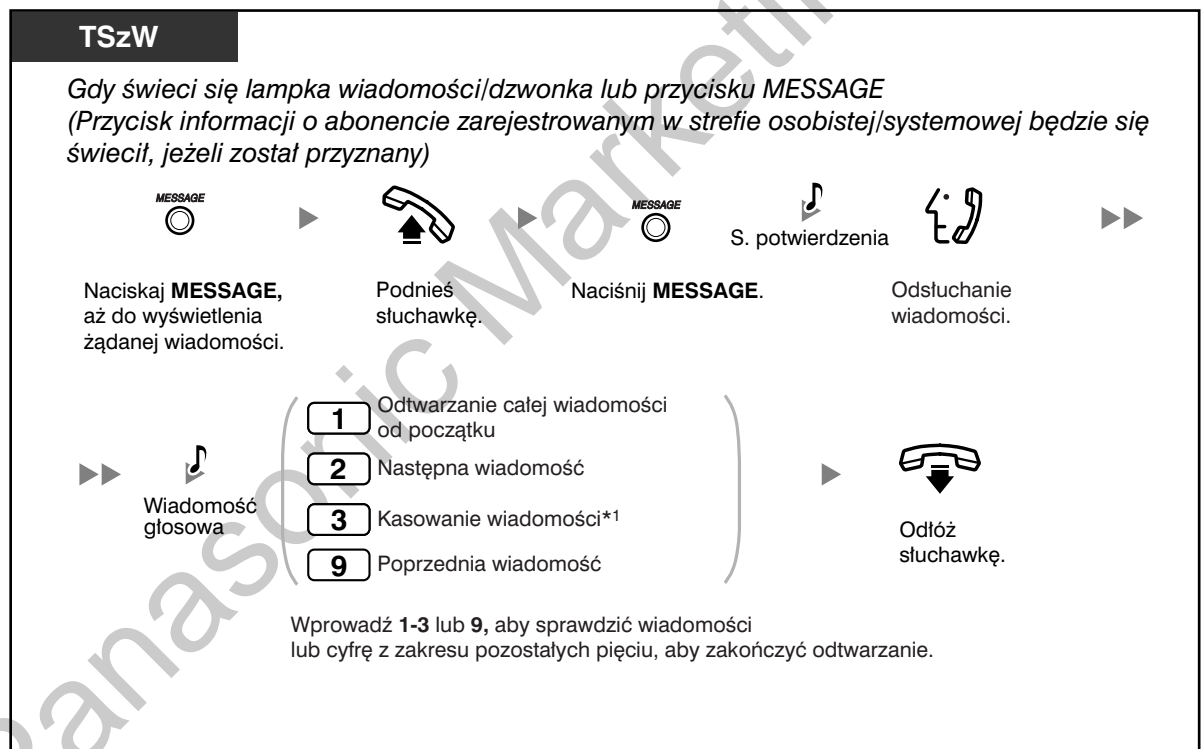 TSzW
Gdy świeci się lampka wiadomości/dzwonka lub przycisku MESSAGE
(Przycisk informacji o abonencie zarejestrowanym w strefie osobistej/systemowej będzie się
świecił, jeżeli został przyznany)
MESSAGE
MESSAGE
S. potwierdzenia
Naciskaj MESSAGE,
aż do wyświetlenia
żądanej wiadomości.
Podnieś
słuchawkę.
Naciśnij MESSAGE.
Odsłuchanie
wiadomości.
Wiadomość
głosowa
1 Odtwarzanie całej wiadomości
od początku
2 Następna wiadomość
3 Kasowanie wiadomości*1
9 Poprzednia wiadomość
Odłóż
słuchawkę.
Wprowadź 1-3 lub 9, aby sprawdzić wiadomości
lub cyfrę z zakresu pozostałych pięciu, aby zakończyć odtwarzanie.
Panasonic Marketin